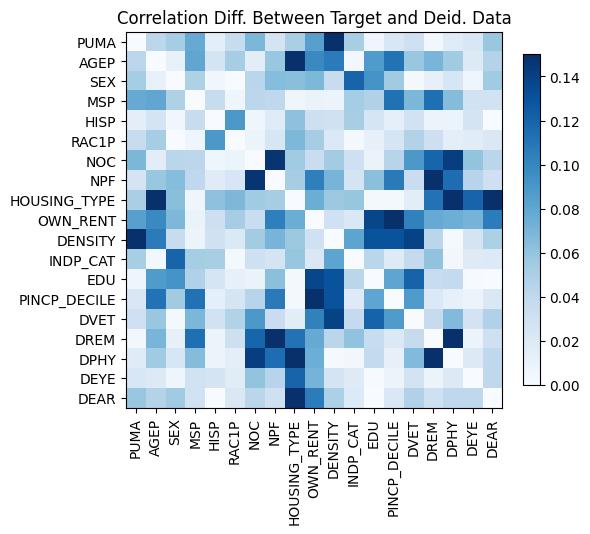 Correlation Diff. Between Target and Deid. Data
PUMA
AGEP
SEX
MSP
HISP
RAC1P
NOC
NPF
HOUSING_TYPE
OWN_RENT
DENSITY
INDP_CAT
EDU
PINCP_DECILE
DVET
DREM
DPHY
DEYE
DEAR
PUMA
AGEP
SEX
MSP
HISP
RAC1P
NOC
NPF
HOUSING_TYPE
OWN_RENT
DENSITY
INDP_CAT
EDU
PINCP_DECILE
DVET
DREM
DPHY
DEYE
DEAR
0.14
0.12
0.10
0.08
0.06
0.04
0.02
0.00